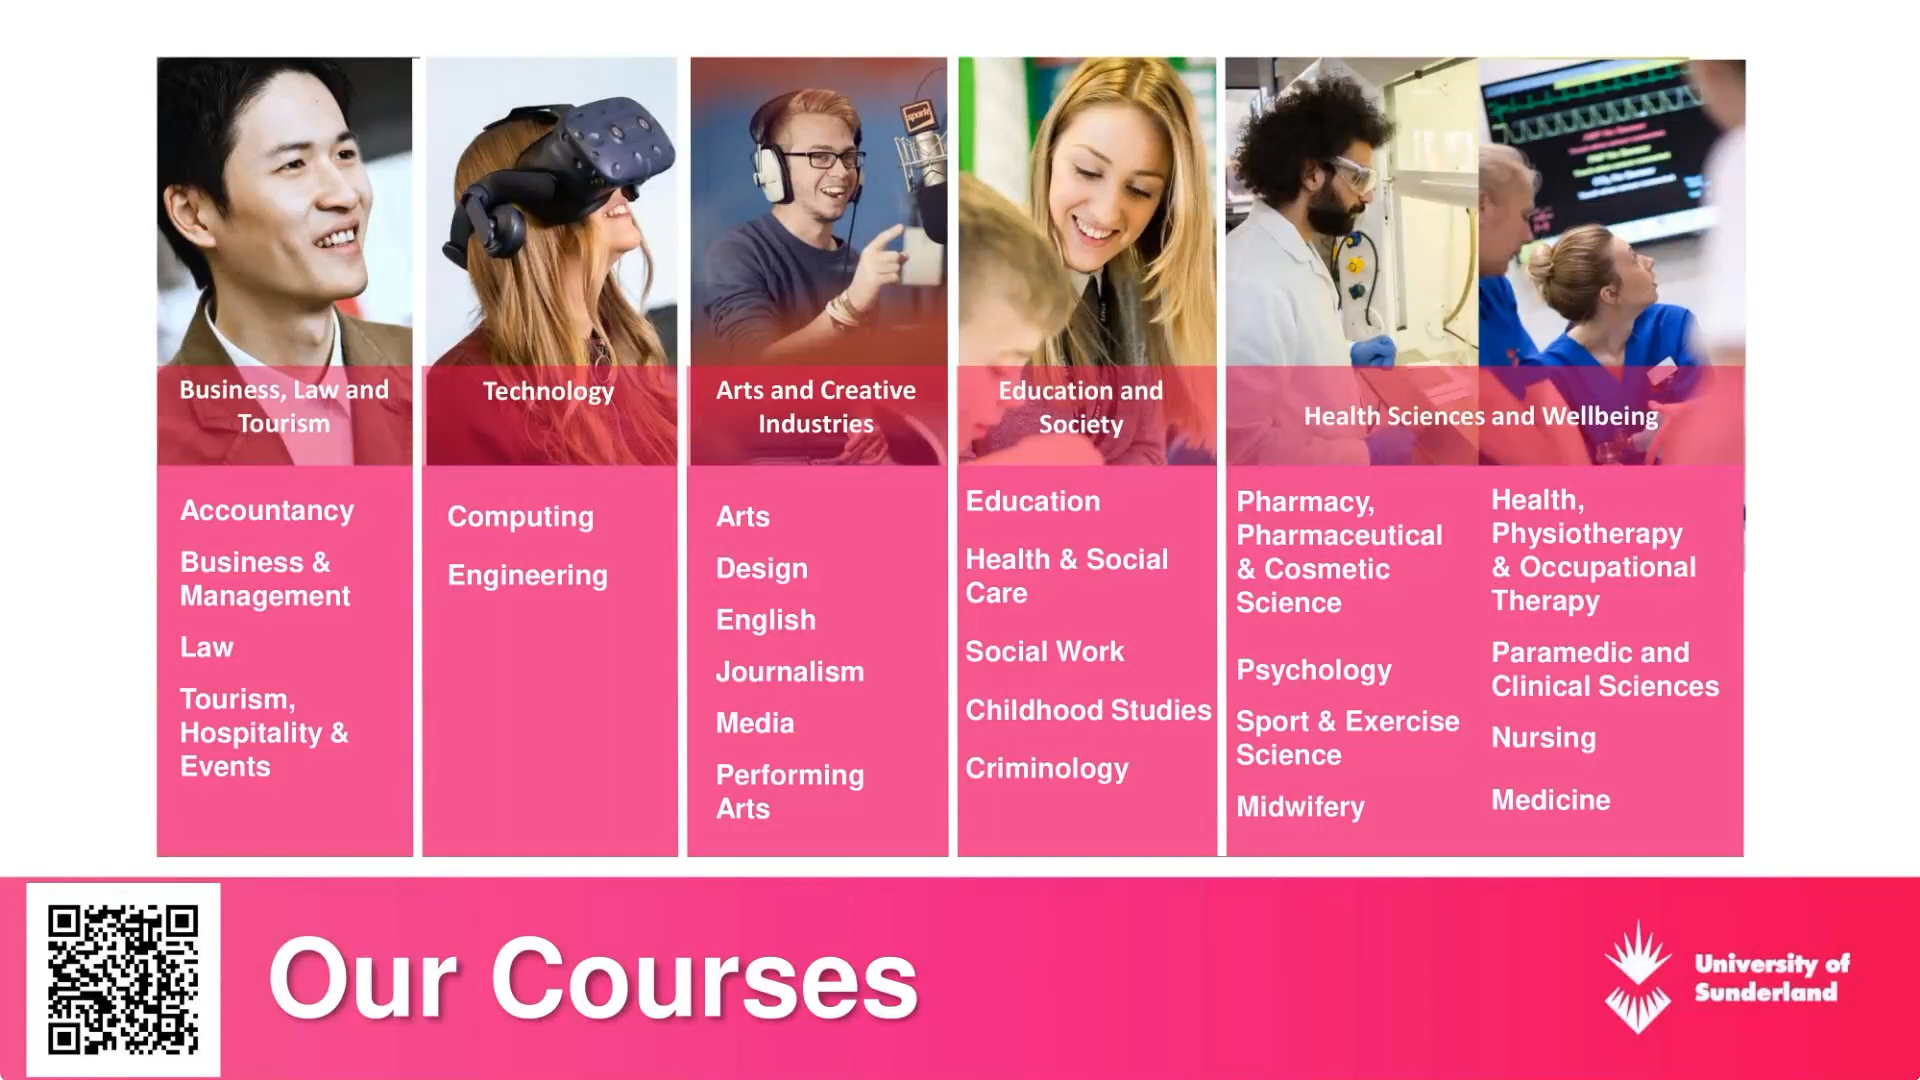 Business, Law and
Tourism
Accountancy
Business &
Management
Law
Tourism,
Hospitality &
Events
Technology
Computing
Engineering
spark
Arts and Creative
Industries
Arts
Design
English
Journalism
Media
Performing
Arts
Education and
Society
Education
Health & Social
Care
Social Work
Childhood Studies
Criminology
Health Sciences and Wellbeing
Pharmacy,
Pharmaceutical
& Cosmetic
Science
Psychology
Sport & Exercise
Science
Midwifery
Health,
Physiotherapy
& Occupational
Therapy
Paramedic and
Clinical Sciences
Nursing
Medicine
Our Courses
University of
Sunderland